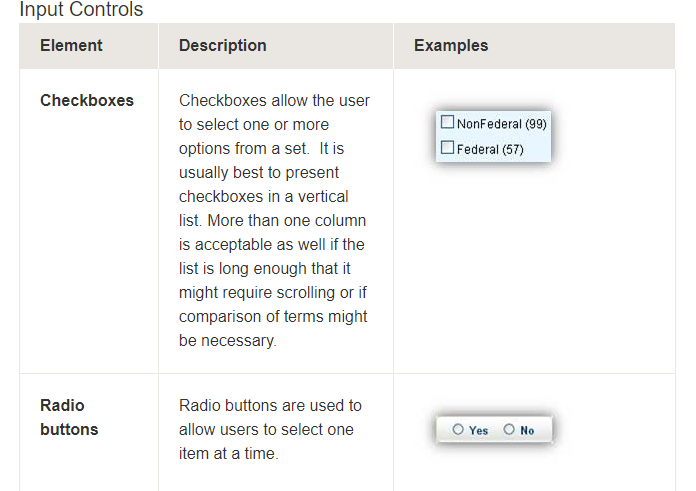 Input Controls
Element Description Examples
Checkboxes
Checkboxes allow the user
to select one or more
options from a set.  It is
usually best to present
checkboxes in a vertical
list. More than one column
is acceptable as well if the
list is long enough that it
might require scrolling or if
comparison of terms might
be necessary.
NonFederal (99)
Federal (57)
Radio
buttons
Radio buttons are used to
allow users to select one
item at a time.
Yes No